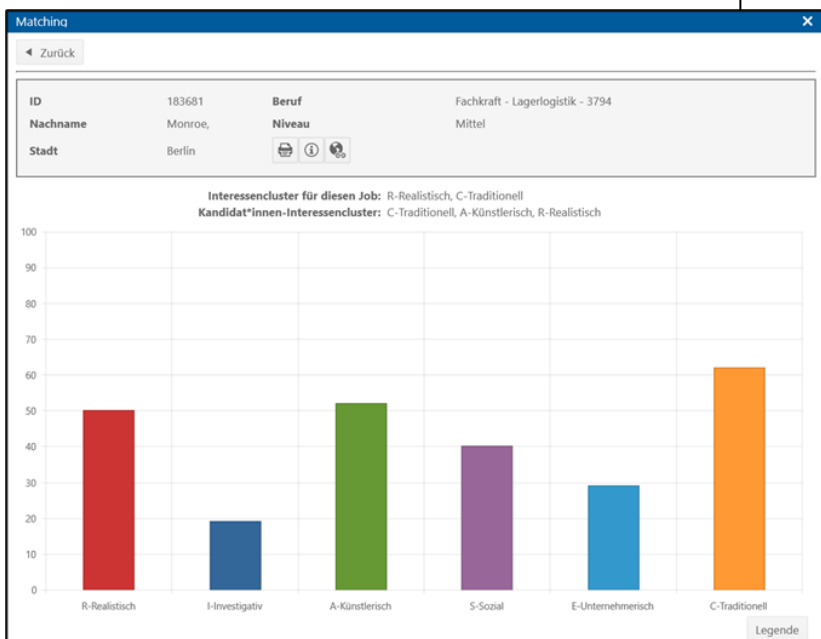 Matching
Zurück
ID 183681 Beruf Fachkraft - Lagerlogistik - 3794
Nachname Monroe, Niveau Mittel
Stadt Berlin
Interessencluster für diesen Job: R-Realistisch, C-Traditionell
Kandidat*innen-Interessencluster: C-Traditionell, A-Künstlerisch, R-Realistisch
100
90
80
70
60
50
40
30
20
10
0
R-Realistisch I-Investigativ A-Künstlerisch S-Sozial E-Unternehmerisch C-Traditionell
Legende